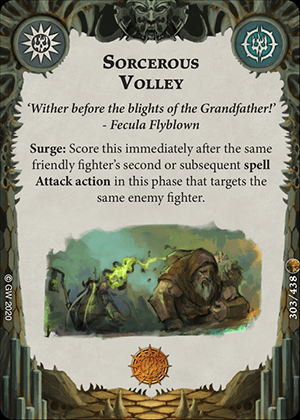 SORCEROUS
VOLLEY
‘Wither before the blights of the Grandfather!’
- Fecula Flyblown
Surge: Score this immediately after the same
friendly fighter’s second or subsequent spell
Attack action in this phase that targets the
same enemy fighter.
© GW 2020
303/438